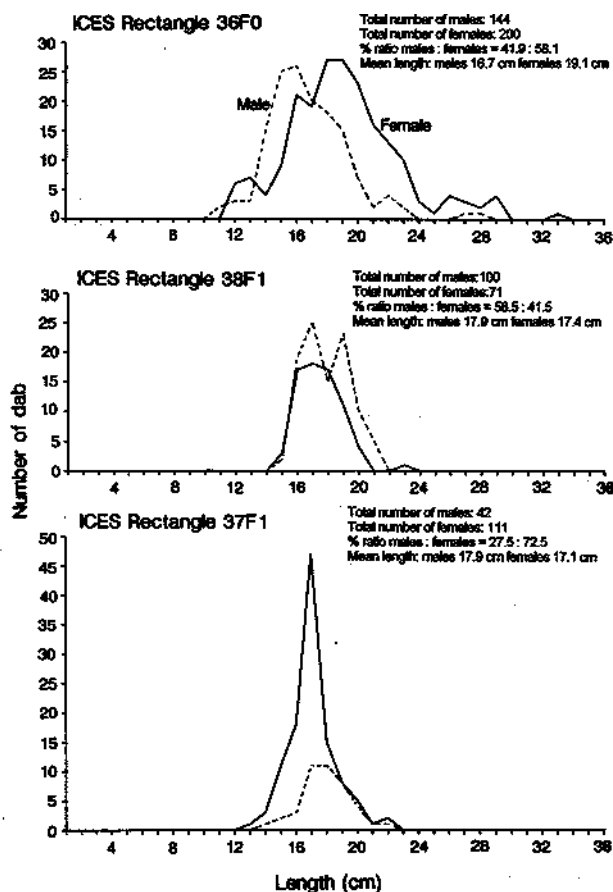 ICES Rectangle 36F0
Total number of males: 144
Total number of females: 200
% ratio males : females = 41.9 : 58.1
Mean length: males 16.7 cm females 19.1 cm
30
25
20
15
10
5
0
Male
Female
4 8 12 16 20 24 28 32 36
ICES Rectangle 38F1
Total number of males: 100
Total number of females: 71
% ratio males : females = 58.5 : 41.5
Mean length: males 17.9 cm females 17.4 cm
30
25
20
15
10
5
0
4 8 12 16 20 24 28 32 36
Number of dab
ICES Rectangle 37F1
Total number of males: 42
Total number of females: 111
% ratio males : females = 27.5 : 72.5
Mean length: males 17.9 cm females 17.1 cm
50
45
40
35
30
25
20
15
10
5
0
4 8 12 16 20 24 28 32 36
Length (cm)